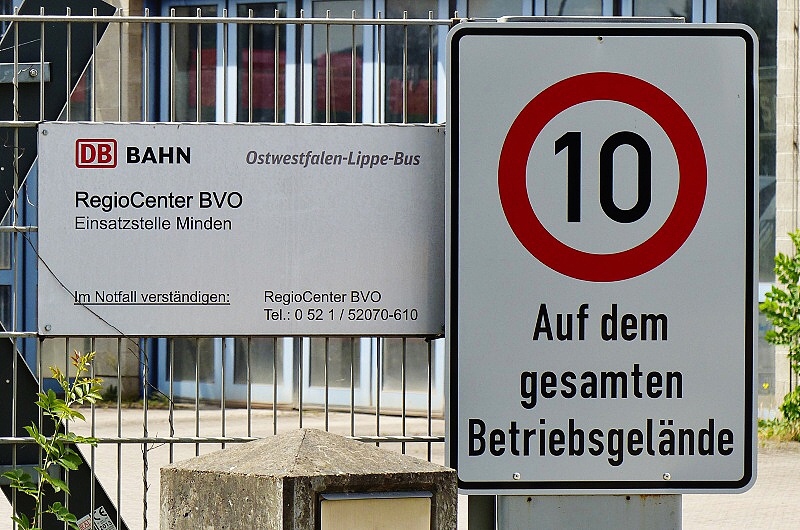 DB BAHN
Ostwestfalen-Lippe-Bus
RegioCenter BVO
Einsatzstelle Minden
Im Notfall verständigen: RegioCenter BVO
Tel.: 0 52 1 / 52070-610
10
Auf dem
gesamten
Betriebsgelände